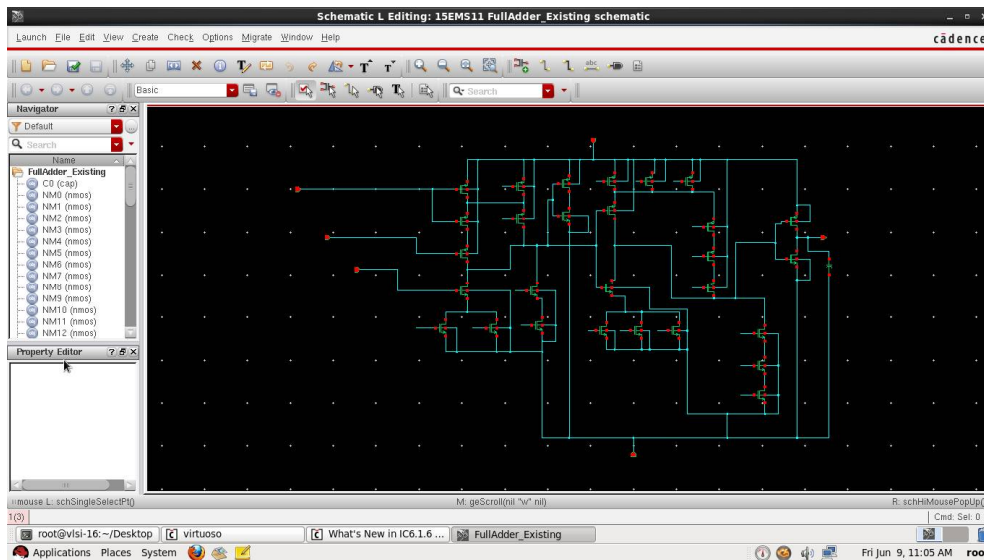 Schematic L Editing: 15EMS11 FullAdder_Existing schematic
Launch File Edit View Create Check Options Migrate Window Help
cādence
abc
Basic
Search
Navigator
Default
Search
Name
FullAdder_Existing
C0 (cap)
NM0 (nmos)
NM1 (nmos)
NM2 (nmos)
NM3 (nmos)
NM4 (nmos)
NM5 (nmos)
NM6 (nmos)
NM7 (nmos)
NM8 (nmos)
NM9 (nmos)
NM10 (nmos)
NM11 (nmos)
NM12 (nmos)
Property Editor
mouse L: schSingleSelectPt() M: geScroll(nil "w" nil) R: schHiMousePopUp()
1(3) Cmd: Sel: 0
root@vlsi-16:~/Desktop virtuoso What's New in IC6.1.6 ... FullAdder_Existing
Applications Places System Fri Jun 9, 11:05 AM roo